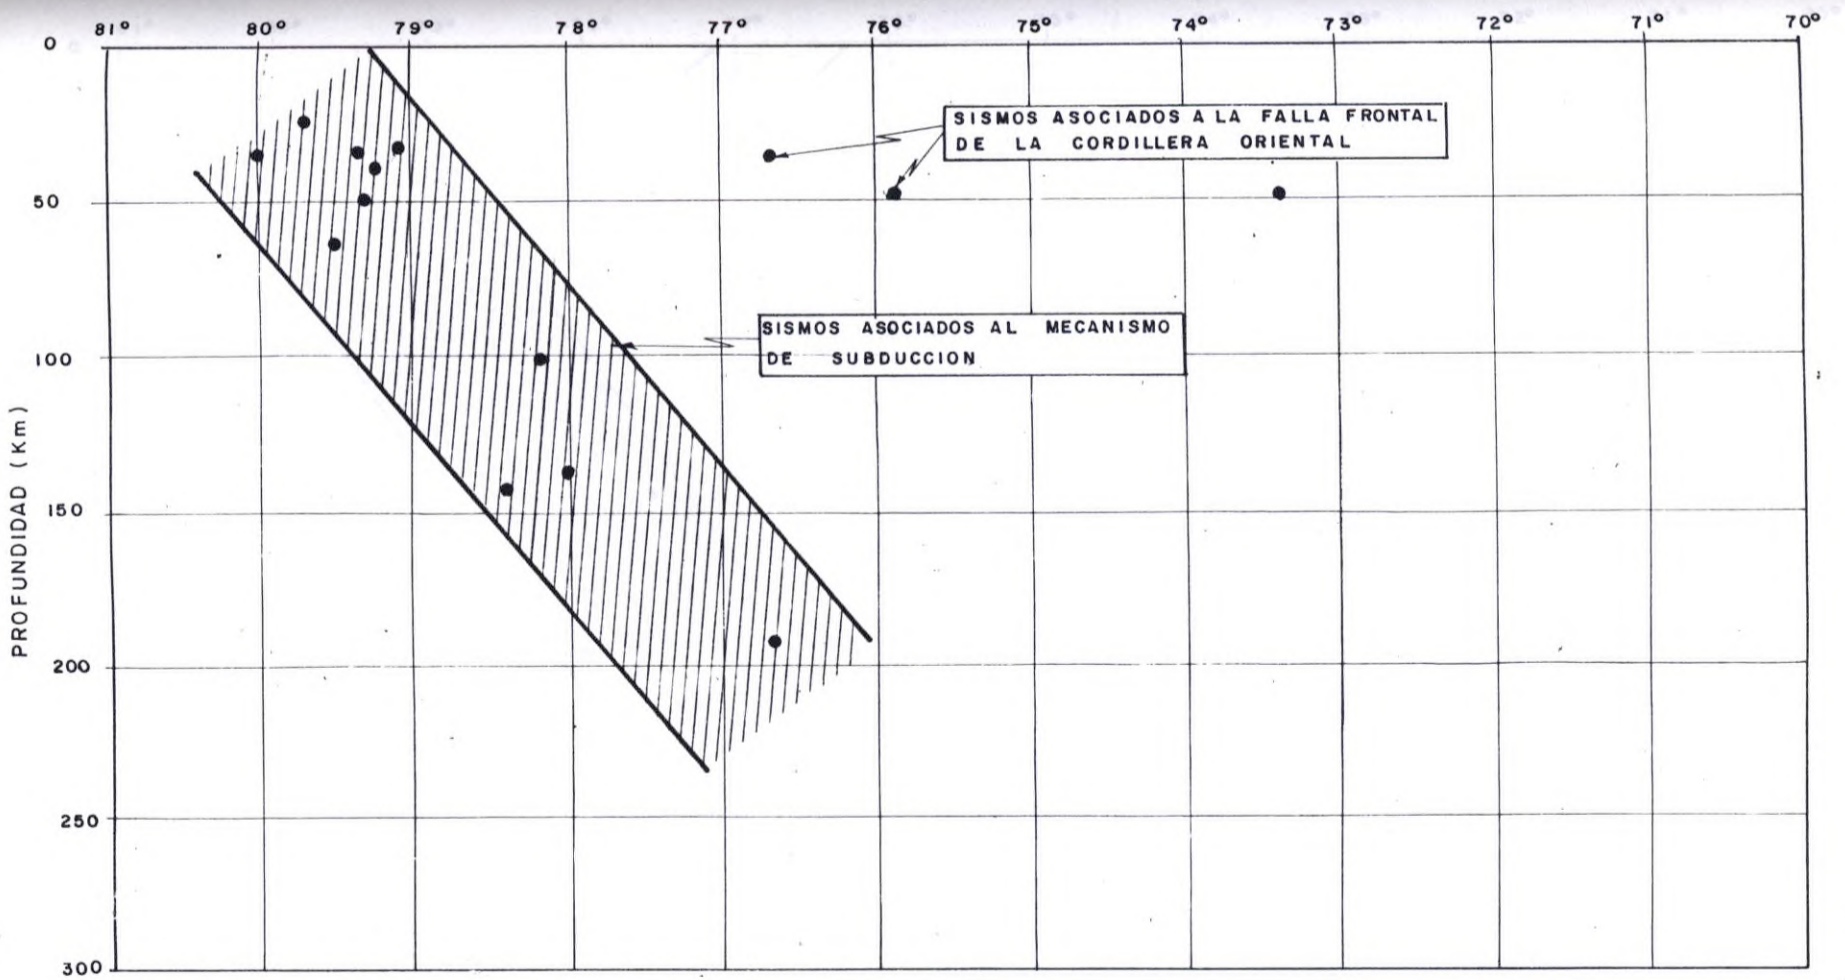 81° 80° 79° 78° 77° 76° 75° 74° 73° 72° 71° 70°
0
SISMOS ASOCIADOS A LA FALLA FRONTAL
DE LA CORDILLERA ORIENTAL
50
SISMOS ASOCIADOS AL MECANISMO
DE SUBDUCCION
100
PROFUNDIDAD (Km)
150
200
250
300